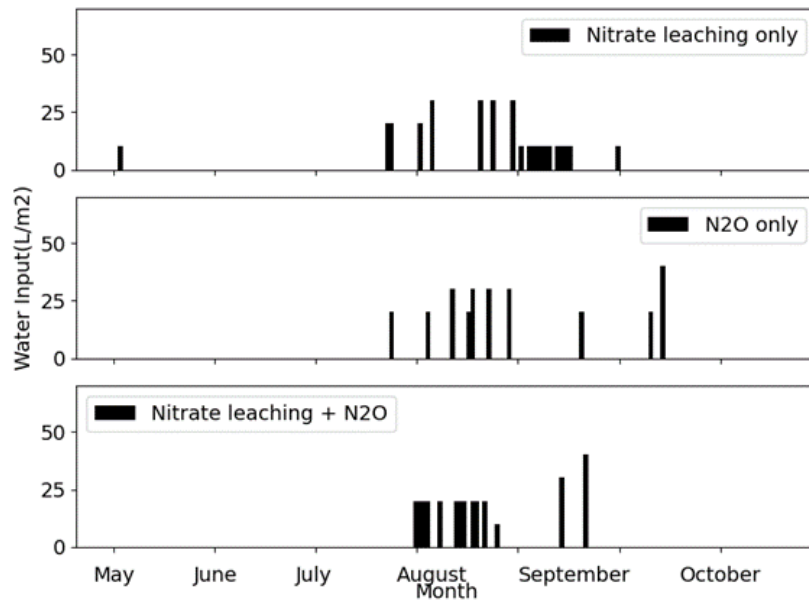 50
25
0
Nitrate leaching only
50
25
0
N2O only
50
25
0
Nitrate leaching + N2O
Water Input(L/m2)
May June July August September October
Month